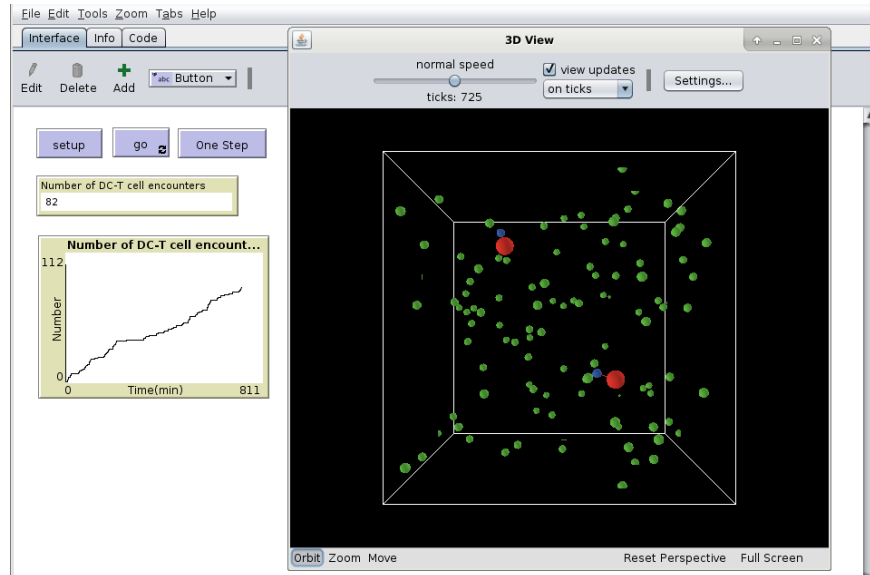 File Edit Tools Zoom Tabs Help
Interface Info Code
3D View
Edit Delete Add
abc Button
normal speed
ticks: 725
view updates
on ticks
Settings...
setup go One Step
Number of DC-T cell encounters
82
Number of DC-T cell encount...
112
Number
0
0 Time(min) 811
Orbit Zoom Move Reset Perspective Full Screen